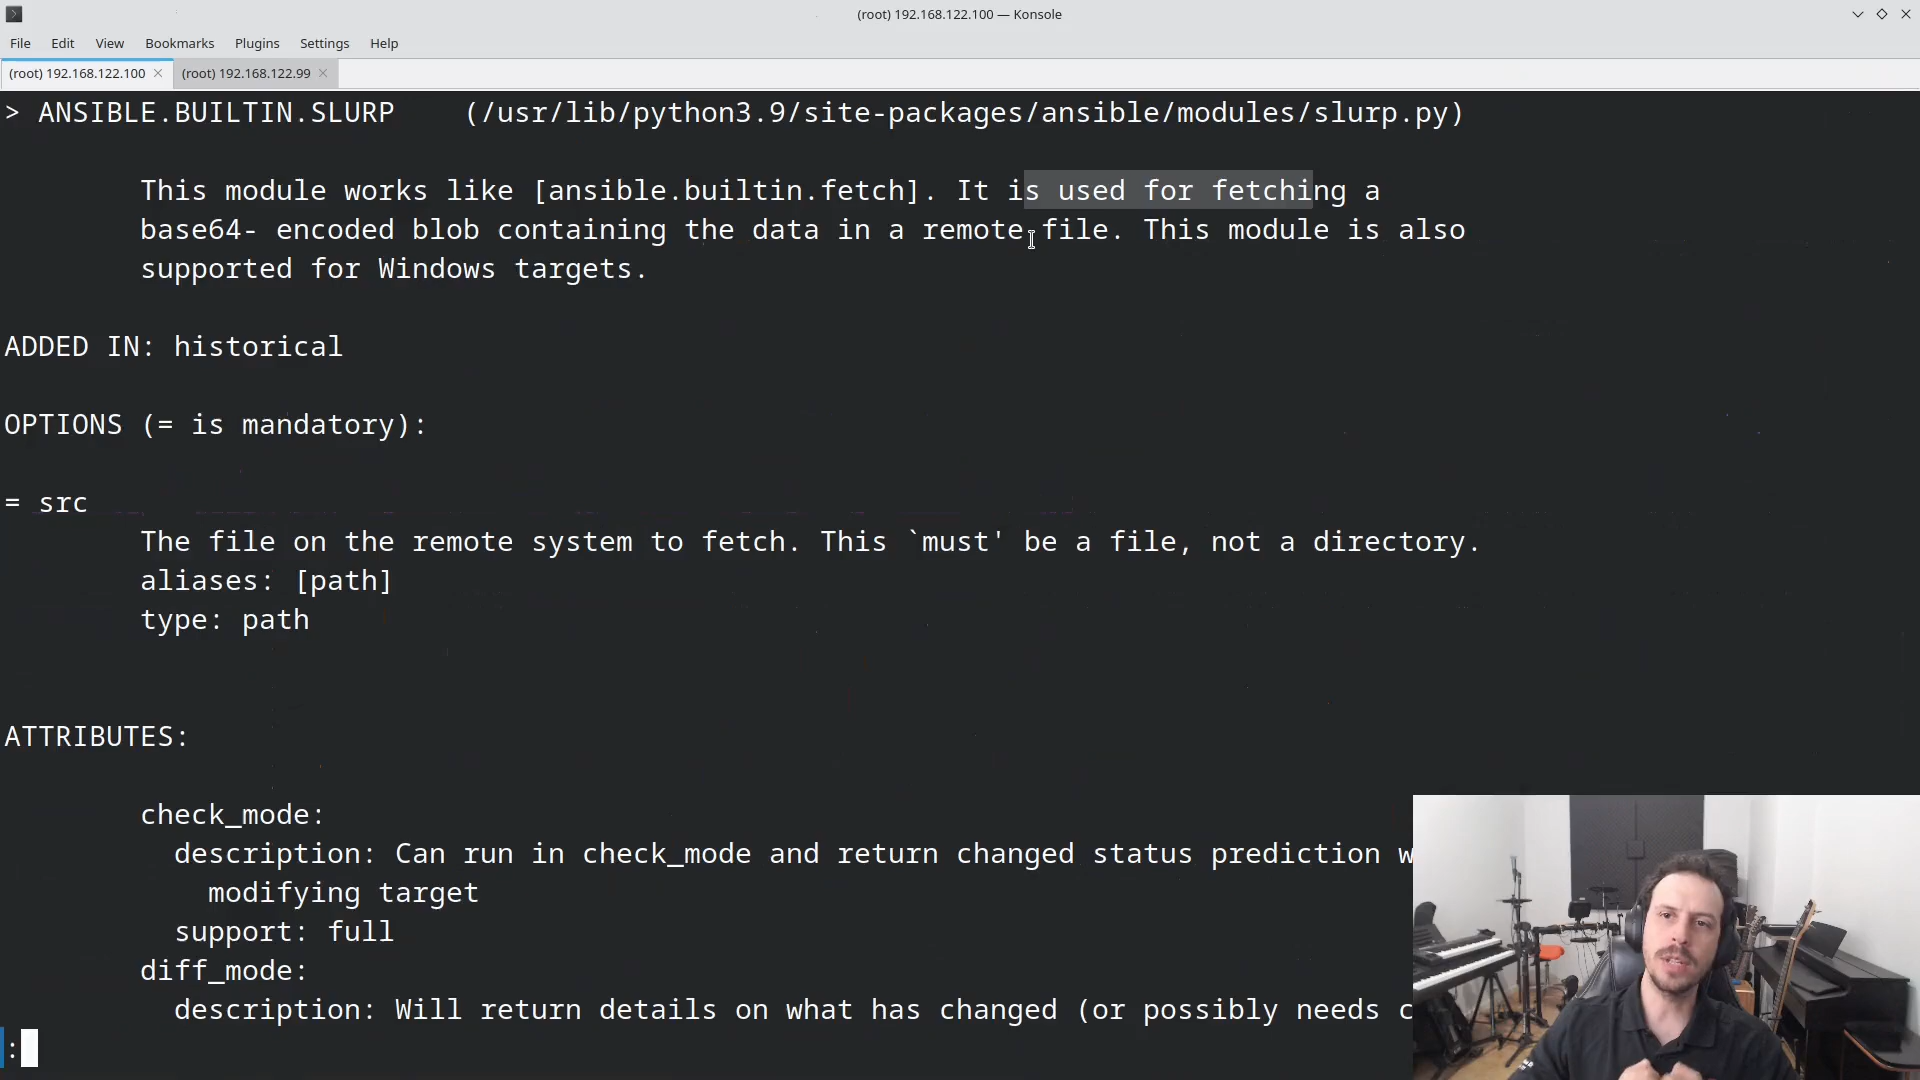 (root) 192.168.122.100 — Konsole
File Edit View Bookmarks Plugins Settings Help
(root) 192.168.122.100 (root) 192.168.122.99
> ANSIBLE.BUILTIN.SLURP (/usr/lib/python3.9/site-packages/ansible/modules/slurp.py)
This module works like [ansible.builtin.fetch]. It is used for fetching a
base64- encoded blob containing the data in a remote file. This module is also
supported for Windows targets.
ADDED IN: historical
OPTIONS (= is mandatory):
= src
The file on the remote system to fetch. This `must' be a file, not a directory.
aliases: [path]
type: path
ATTRIBUTES:
check_mode:
description: Can run in check_mode and return changed status prediction w
modifying target
support: full
diff_mode:
description: Will return details on what has changed (or possibly needs c
: